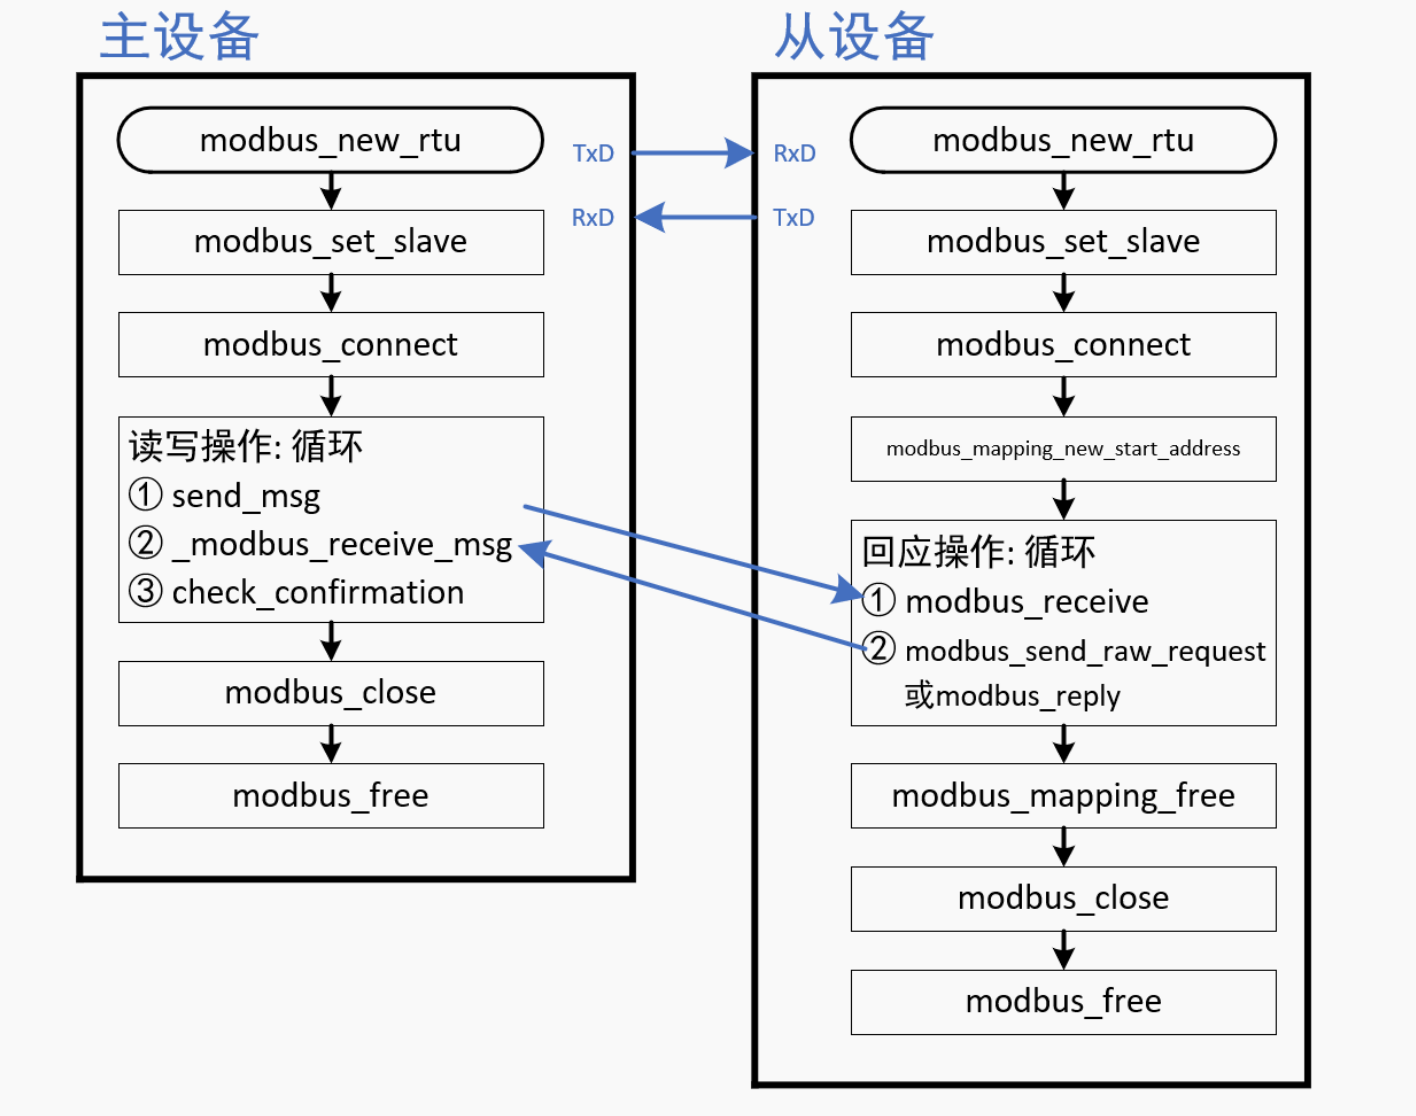 主设备
modbus_new_rtu
TxD
RxD
modbus_set_slave
modbus_connect
读写操作: 循环
① send_msg
② _modbus_receive_msg
③ check_confirmation
modbus_close
modbus_free
从设备
RxD
TxD
modbus_new_rtu
modbus_set_slave
modbus_connect
modbus_mapping_new_start_address
回应操作: 循环
① modbus_receive
② modbus_send_raw_request
或modbus_reply
modbus_mapping_free
modbus_close
modbus_free